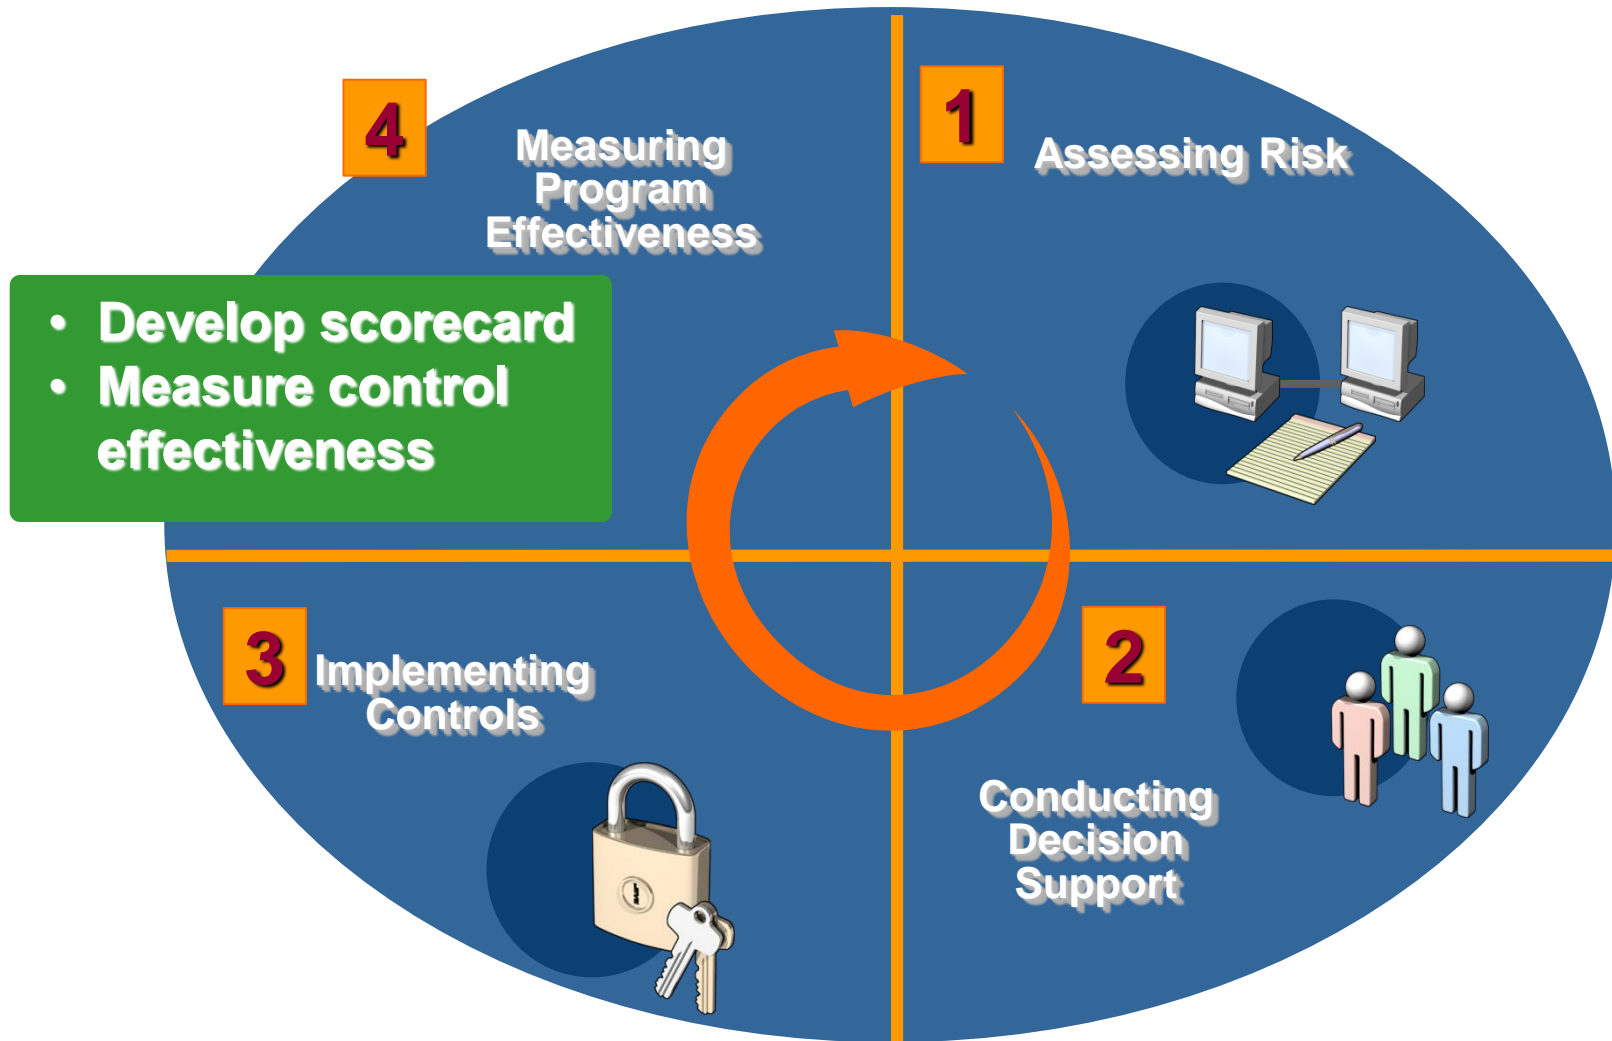 4
Measuring
Program
Effectiveness
• Develop scorecard
• Measure control
effectiveness
1
Assessing Risk
3
Implementing
Controls
2
Conducting
Decision
Support